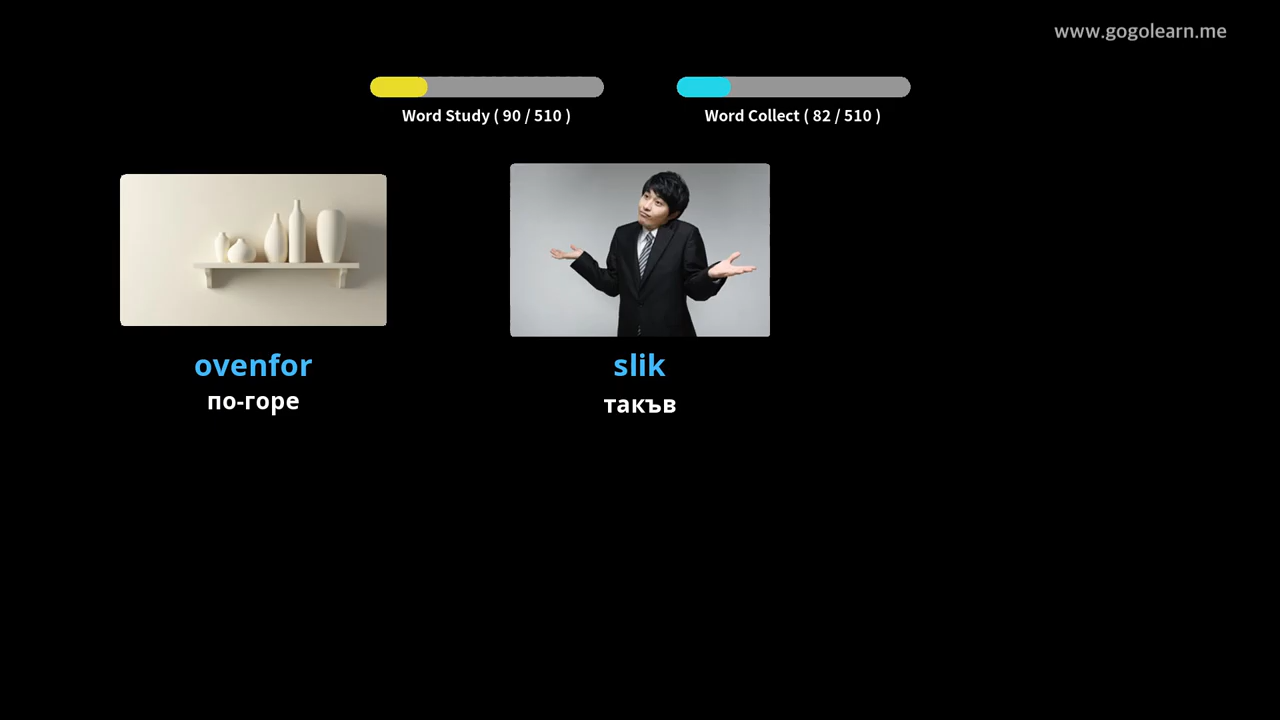 www.gogolearn.me
Word Study ( 90 / 510 )
Word Collect ( 82 / 510 )
ovenfor
по-горе
slik
такъв